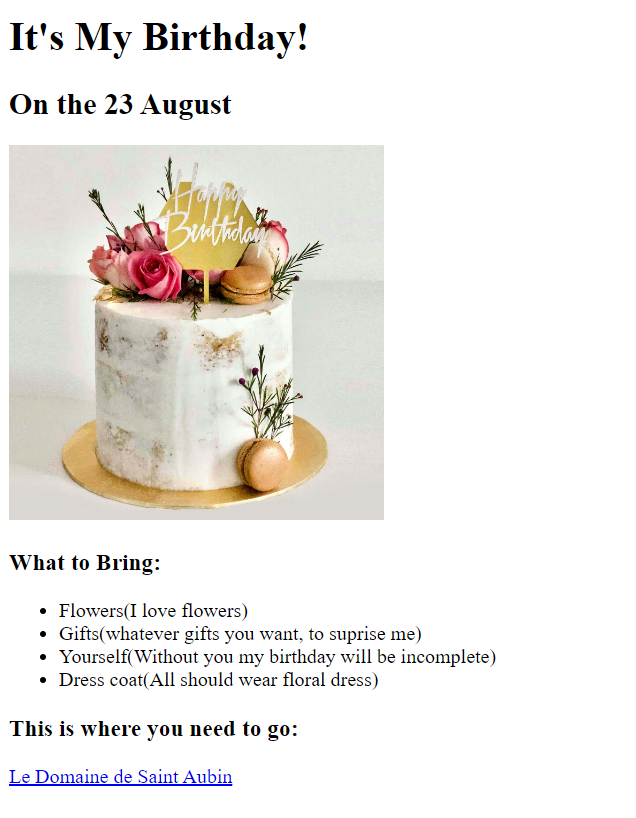 It's My Birthday!
On the 23 August
Happy
Birthday
What to Bring:
Flowers(I love flowers)
Gifts(whatever gifts you want, to suprise me)
Yourself(Without you my birthday will be incomplete)
Dress coat(All should wear floral dress)
This is where you need to go:
Le Domaine de Saint Aubin